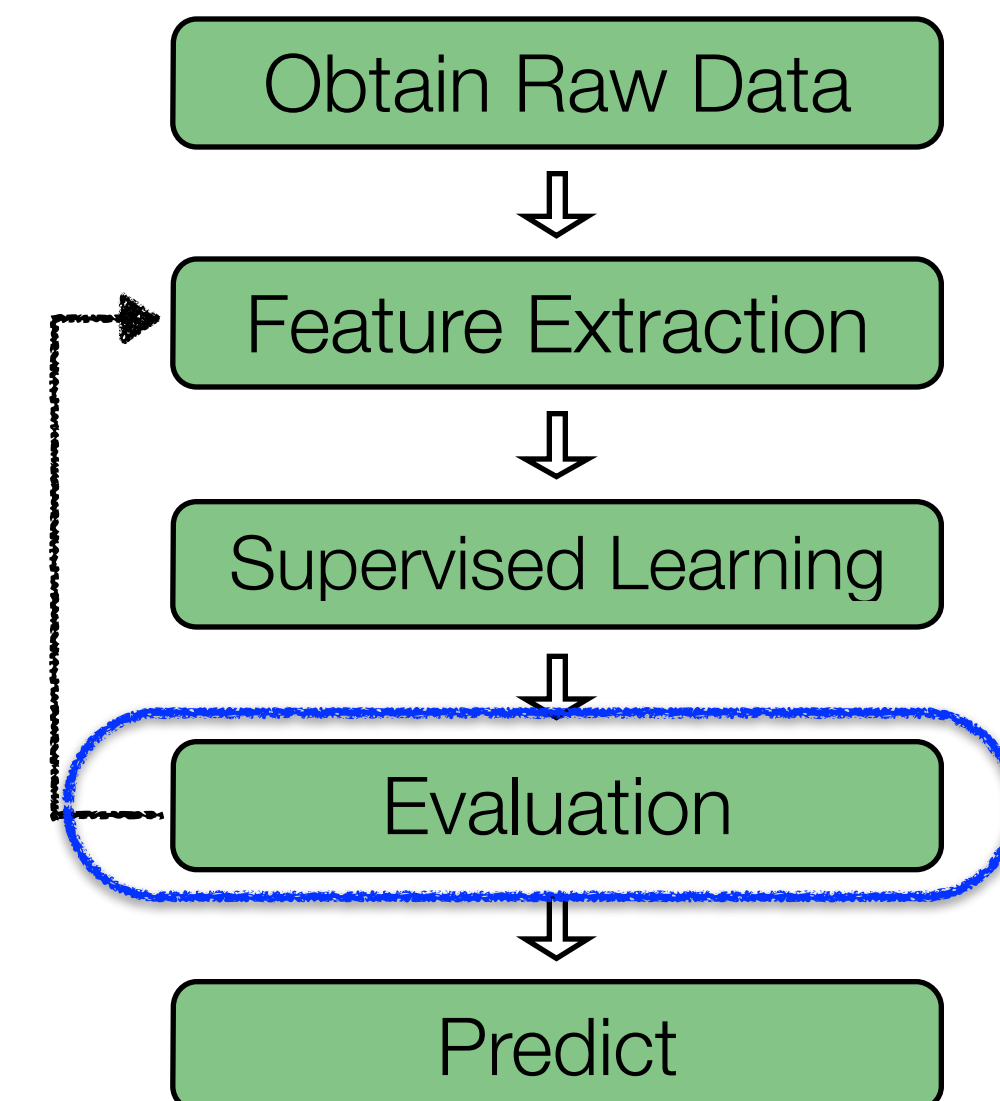 Obtain Raw Data
Feature Extraction
Supervised Learning
Evaluation
Predict